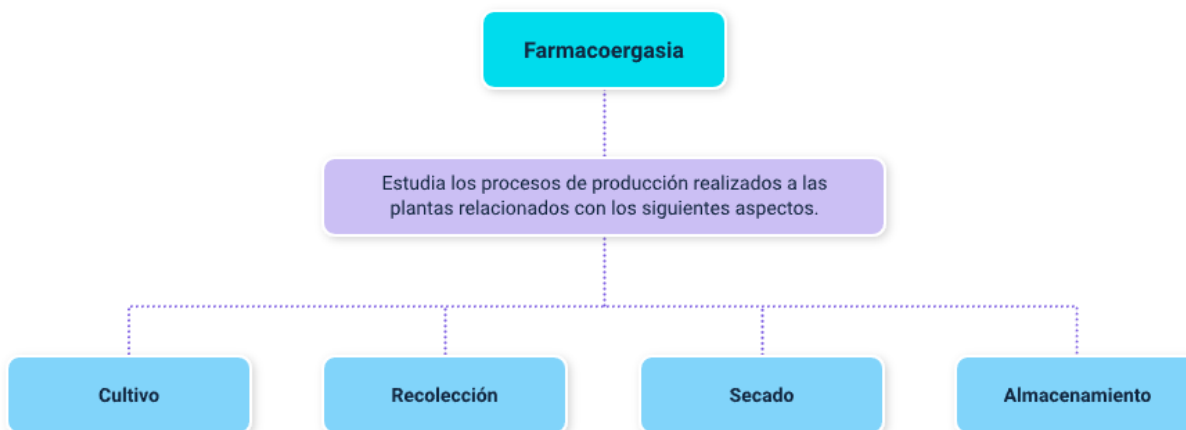 Farmacoergasia
Estudia los procesos de producción realizados a las
plantas relacionados con los siguientes aspectos.
Cultivo
Recolección
Secado
Almacenamiento